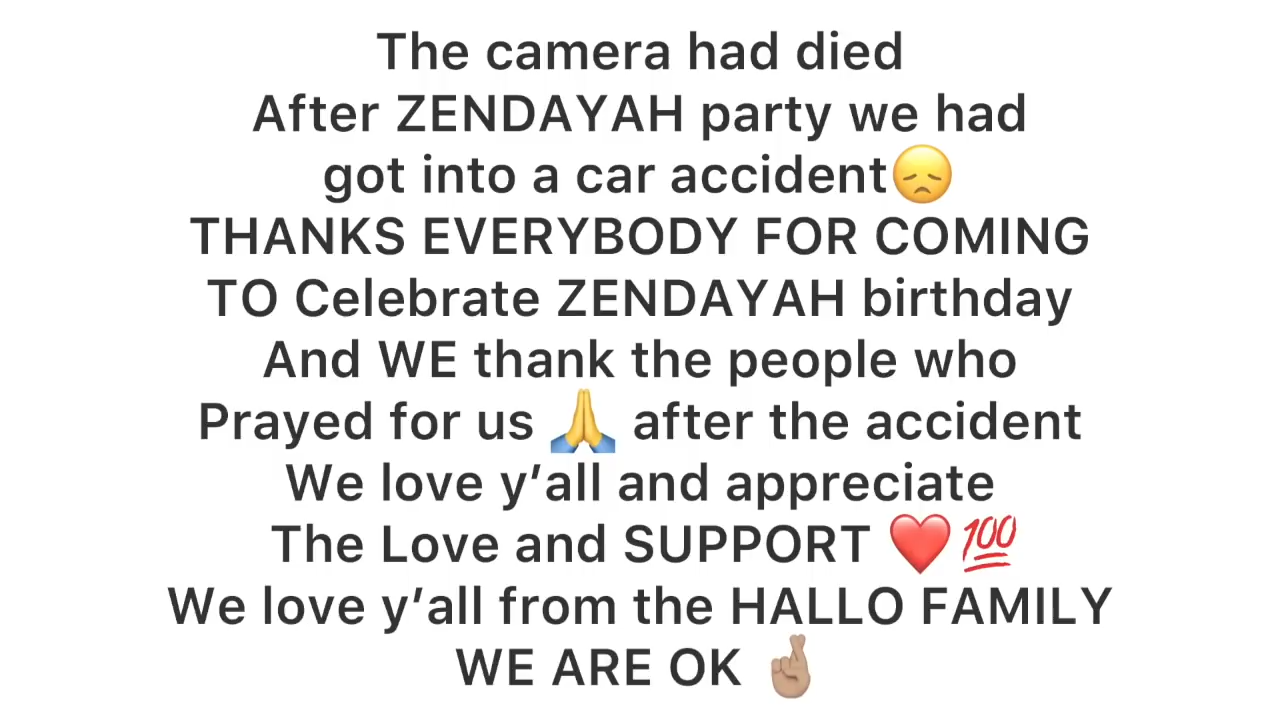 The camera had died
After ZENDAYAH party we had
got into a car accident😞
THANKS EVERYBODY FOR COMING
TO Celebrate ZENDAYAH birthday
And WE thank the people who
Prayed for us 🙏 after the accident
We love y’all and appreciate
The Love and SUPPORT ❤️💯
We love y’all from the HALLO FAMILY
WE ARE OK 🤞🏽